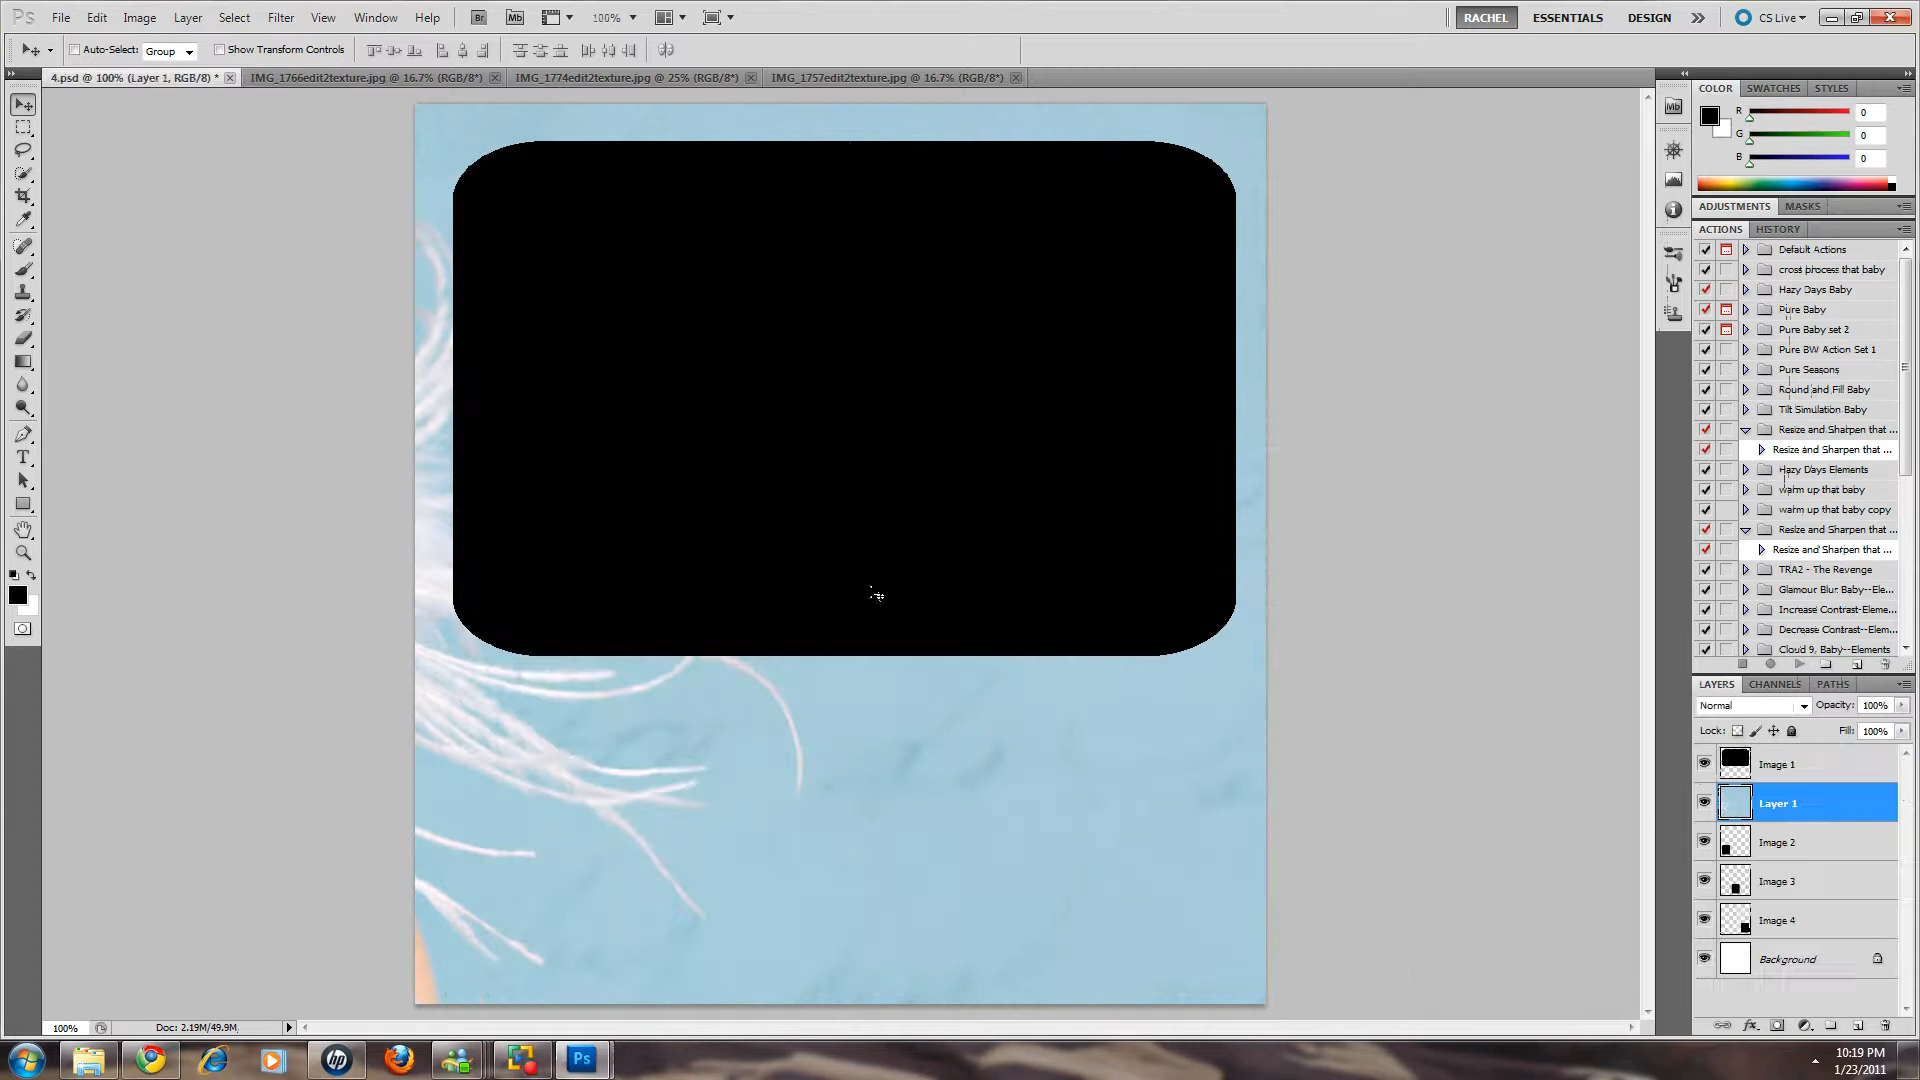 Ps File Edit Image Layer Select Filter View Window Help Br Mb 100% RACHEL ESSENTIALS DESIGN CS Live
Auto-Select: Group Show Transform Controls
4.psd @ 100% (Layer 1, RGB/8) * IMG_1766edit2texture.jpg @ 16.7% (RGB/8*) IMG_1774edit2texture.jpg @ 25% (RGB/8*) IMG_1757edit2texture.jpg @ 16.7% (RGB/8*)
COLOR SWATCHES STYLES
Mb
R 0
G 0
B 0
ADJUSTMENTS MASKS
ACTIONS HISTORY
Default Actions
cross process that baby
Hazy Days Baby
Pure Baby
Pure Baby set 2
Pure BW Action Set 1
Pure Seasons
Round and Fill Baby
Tilt Simulation Baby
Resize and Sharpen that ...
Resize and Sharpen that ...
Hazy Days Elements
warm up that baby
warm up that baby copy
Resize and Sharpen that ...
Resize and Sharpen that ...
TRA2 - The Revenge
Glamour Blur Baby--Ele...
Increase Contrast-Eleme...
Decrease Contrast--Elem...
Cloud 9, Baby--Elements
LAYERS CHANNELS PATHS
Normal Opacity: 100%
Lock: Fill: 100%
Image 1
Layer 1
Image 2
Image 3
Image 4
Background
fx
T
100% Doc: 2.19M/49.9M
hp Ps
10:19 PM
1/23/2011